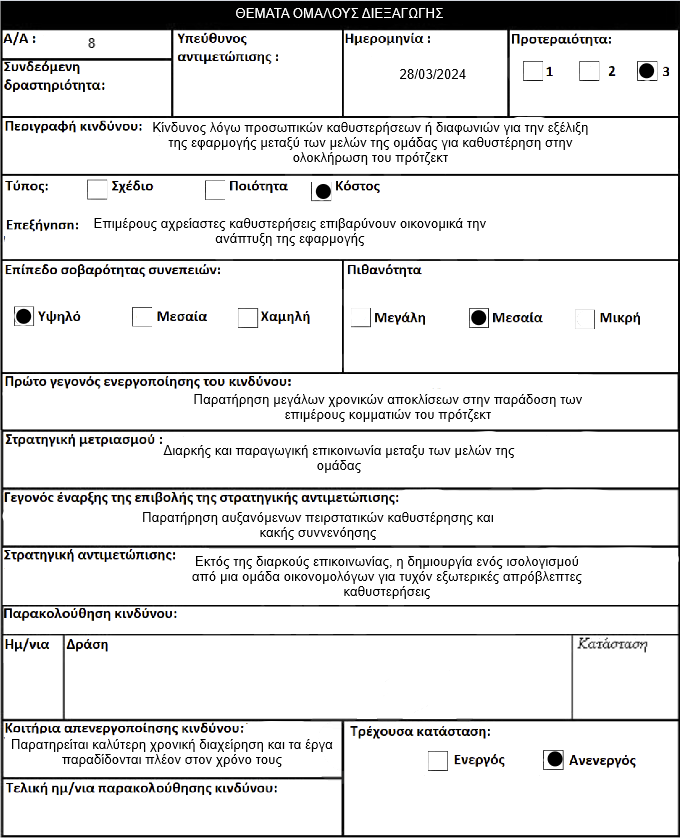 ΘΕΜΑΤΑ ΟΜΑΛΟΥΣ ΔΙΕΞΑΓΩΓΗΣ
Α/Α : 8
Συνδεόμενη
δραστηριότητα:
Υπεύθυνος
αντιμετώπισης :
Ημερομηνία :
28/03/2024
Προτεραιότητα:
1 2 3
Περιγραφή κινδύνου: Κίνδυνος λόγω προσωπικών καθυστερήσεων ή διαφωνιών για την εξέλιξη
της εφαρμογής μεταξύ των μελών της ομάδας για καθυστέρηση στην
ολοκλήρωση του πρότζεκτ
Τύπος: Σχέδιο Ποιότητα Κόστος
Επεξήγηση: Επιμέρους αχρείαστες καθυστερήσεις επιβαρύνουν οικονομικά την
ανάπτυξη της εφαρμογής
Επίπεδο σοβαρότητας συνεπειών:
Υψηλό Μεσαία Χαμηλή
Πιθανότητα
Μεγάλη Μεσαία Μικρή
Πρώτο γεγονός ενεργοποίησης του κινδύνου:
Παρατήρηση μεγάλων χρονικών αποκλίσεων στην παράδοση των
επιμέρους κομματιών του πρότζεκτ
Στρατηγική μετριασμού :
Διαρκής και παραγωγική επικοινωνία μεταξυ των μελών της
ομάδας
Γεγονός έναρξης της επιβολής της στρατηγικής αντιμετώπισης:
Παρατήρηση αυξανόμενων πειρστατικών καθυστέρησης και
κακής συννενόησης
Στρατηγική αντιμετώπισης: Εκτός της διαρκούς επικοινωνίας, η δημιουργία ενός ισολογισμού
από μια ομάδα οικονομολόγων για τυχόν εξωτερικές απρόβλεπτες
καθυστερήσεις
Παρακολούθηση κινδύνου:
Ημ/νια Δράση Κατάσταση
Κριτήρια απενεργοποίησης κινδύνου:
Παρατηρείται καλύτερη χρονική διαχείρηση και τα έργα
παραδίδονται πλέον στον χρόνο τους
Τελική ημ/νια παρακολούθησης κινδύνου:
Τρέχουσα κατάσταση:
Ενεργός Ανενεργός